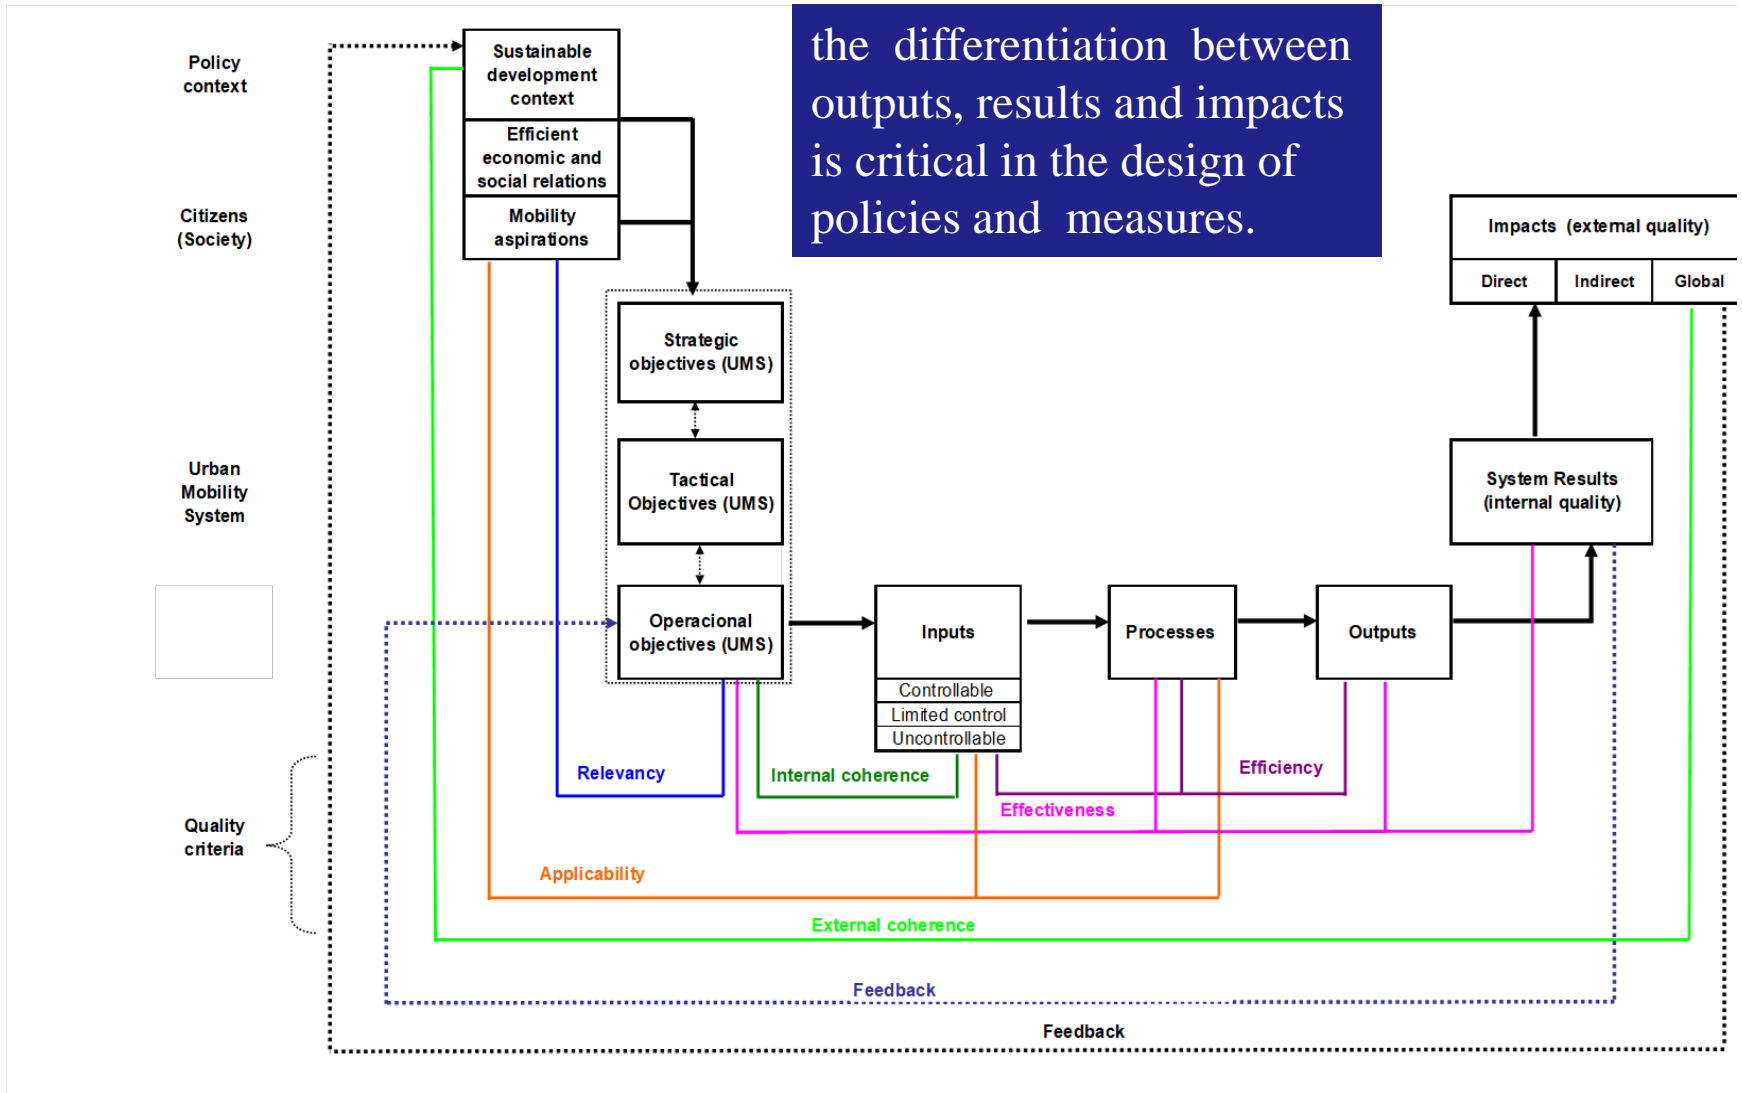 the differentiation between
outputs, results and impacts
is critical in the design of
policies and measures.
Policy
context
Sustainable
development
context
Efficient
economic and
social relations
Citizens
(Society)
Mobility
aspirations
Impacts (external quality)
Direct
Indirect
Global
Strategic
objectives (UMS)
Urban
Mobility
System
Tactical
Objectives (UMS)
System Results
(internal quality)
Operacional
objectives (UMS)
Inputs
Controllable
Limited control
Uncontrollable
Processes
Outputs
Quality
criteria
Relevancy
Internal coherence
Efficiency
Effectiveness
Applicability
External coherence
Feedback
Feedback